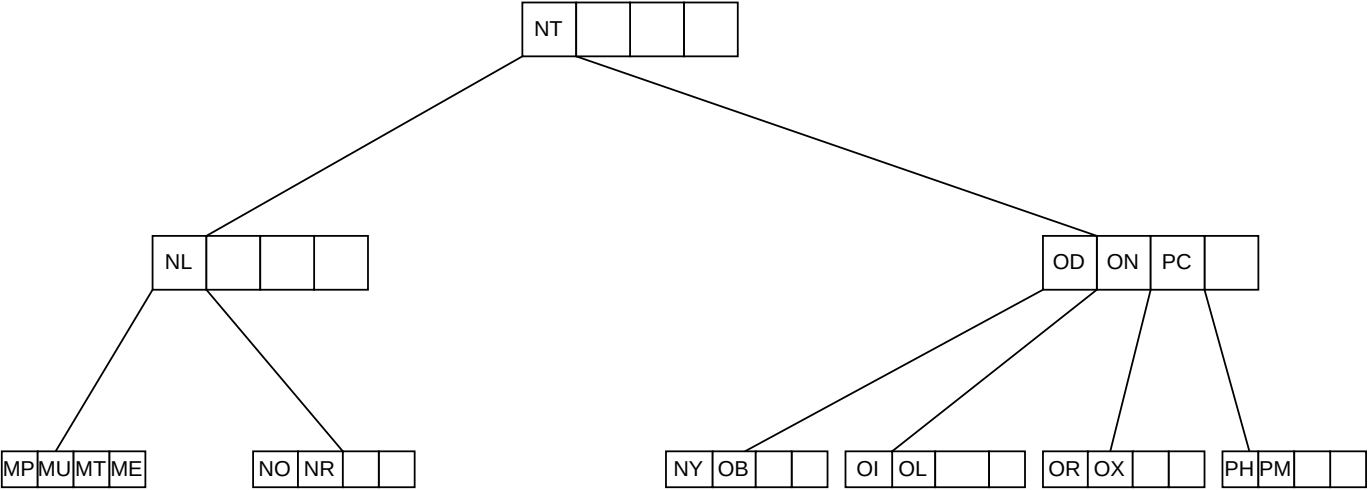 NT
NL
OD ON PC
MP MU MT ME NO NR NY OB OI OL OR OX PH PM